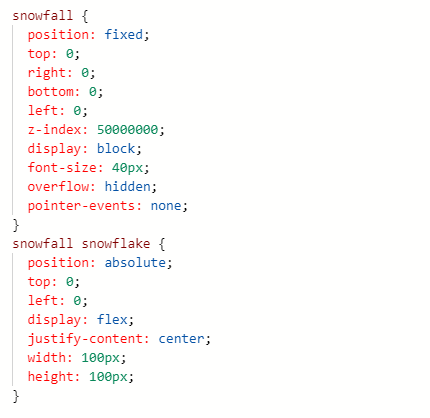 snowfall {
position: fixed;
top: 0;
right: 0;
bottom: 0;
left: 0;
z-index: 50000000;
display: block;
font-size: 40px;
overflow: hidden;
pointer-events: none;
}
snowfall snowflake {
position: absolute;
top: 0;
left: 0;
display: flex;
justify-content: center;
width: 100px;
height: 100px;
}